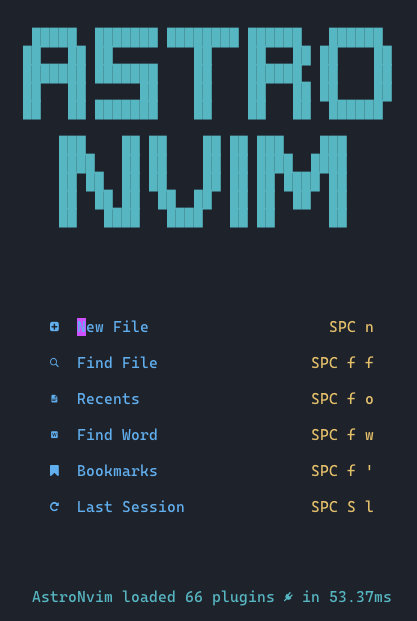 ASTRO
NVIM
New File SPC n
Find File SPC f f
Recents SPC f o
Find Word SPC f w
Bookmarks SPC f '
Last Session SPC S l
AstroNvim loaded 66 plugins in 53.37ms